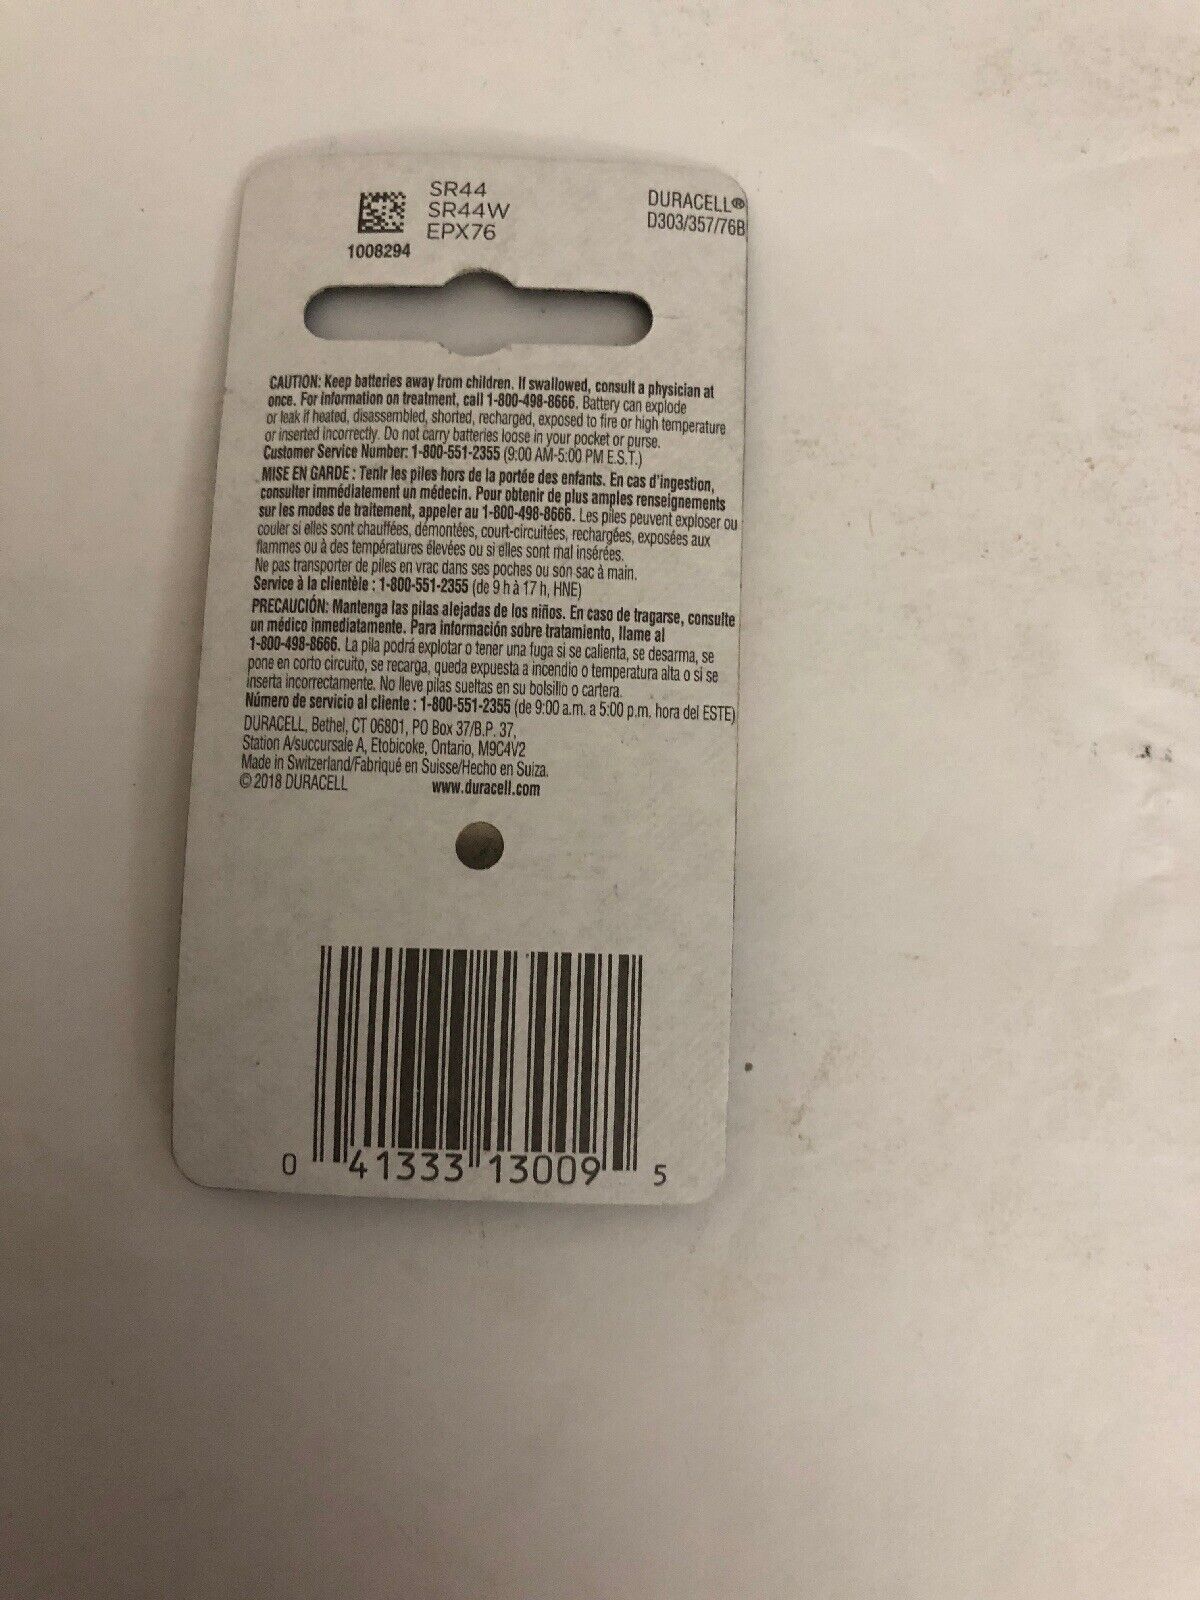 SR44
SR44W
EPX76
1008294
DURACELL®
D303/357/76B
CAUTION: Keep batteries away from children. If swallowed, consult a physician at
once. For information on treatment, call 1-800-498-8666. Battery can explode
or leak if heated, disassembled, shorted, recharged, exposed to fire or high temperature
or inserted incorrectly. Do not carry batteries loose in your pocket or purse.
Customer Service Number: 1-800-551-2355 (9:00 AM-5:00 PM E.S.T.)
MISE EN GARDE : Tenir les piles hors de la portée des enfants. En cas d'ingestion,
consulter immédiatement un médecin. Pour obtenir de plus amples renseignements
sur les modes de traitement, appeler au 1-800-498-8666. Les piles peuvent exploser ou
couler si elles sont chauffées, démontées, court-circuitées, rechargées, exposées aux
flammes ou à des températures élevées ou si elles sont mal insérées.
Ne pas transporter de piles en vrac dans ses poches ou son sac à main.
Service à la clientèle : 1-800-551-2355 (de 9 h à 17 h, HNE)
PRECAUCIÓN: Mantenga las pilas alejadas de los niños. En caso de tragarse, consulte
un médico inmediatamente. Para información sobre tratamiento, llame al
1-800-498-8666. La pila podrá explotar o tener una fuga si se calienta, se desarma, se
pone en corto circuito, se recarga, queda expuesta a incendio o temperatura alta o si se
inserta incorrectamente. No lleve pilas sueltas en su bolsillo o cartera.
Número de servicio al cliente : 1-800-551-2355 (de 9:00 a.m. a 5:00 p.m. hora del ESTE)
DURACELL, Bethel, CT 06801, PO Box 37/B.P. 37,
Station A/succursale A, Etobicoke, Ontario, M9C4V2
Made in Switzerland/Fabriqué en Suisse/Hecho en Suiza.
© 2018 DURACELL www.duracell.com
0 41333 13009 5